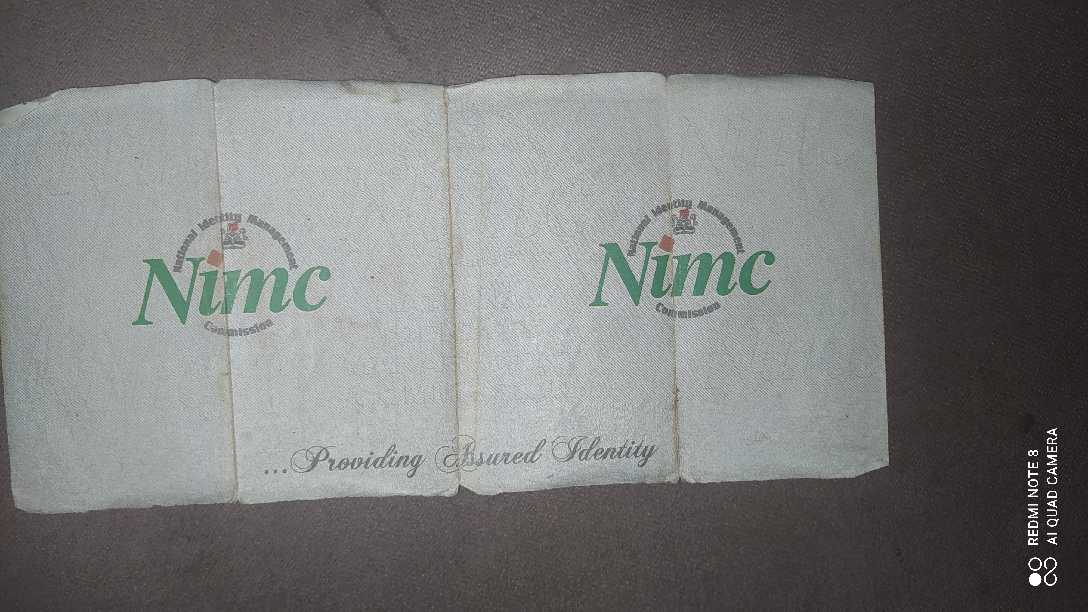 Nimc
National Identity Management
Commission
...Providing Assured Identity
Nimc
National Identity Management
Commission
REDMI NOTE 8
AI QUAD CAMERA